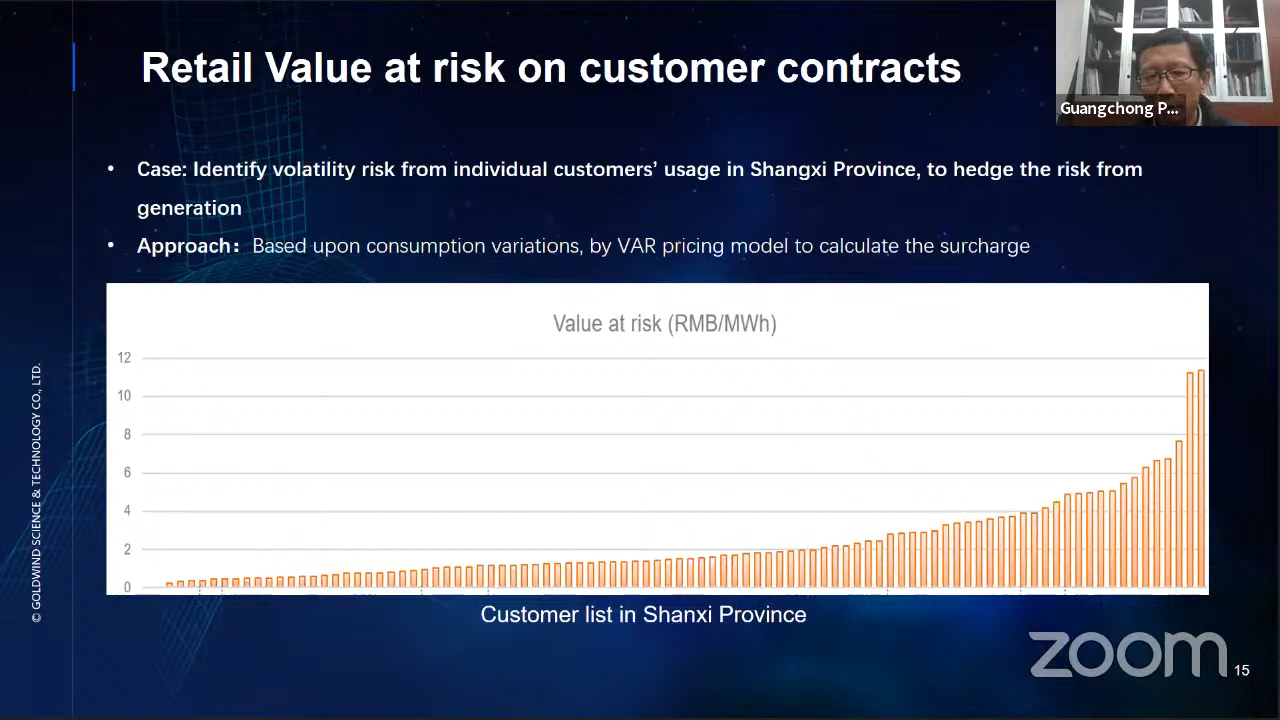 Retail Value at risk on customer contracts
Guangchong P...
• Case: Identify volatility risk from individual customers’ usage in Shangxi Province, to hedge the risk from
generation
• Approach： Based upon consumption variations, by VAR pricing model to calculate the surcharge
Value at risk (RMB/MWh)
12
10
8
6
4
2
0
Customer list in Shanxi Province
© GOLDWIND SCIENCE & TECHNOLOGY CO., LTD.
zoom
15